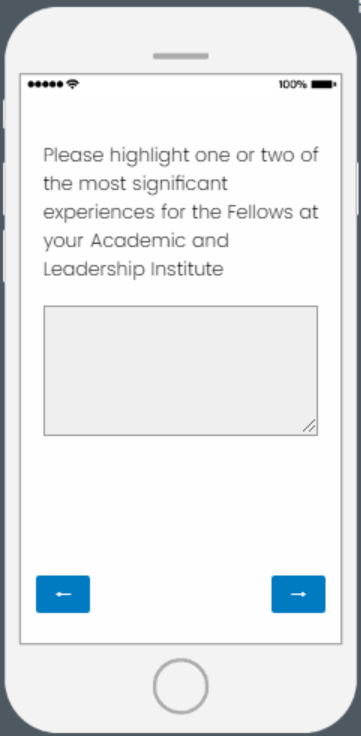 100%
Please highlight one or two of
the most significant
experiences for the Fellows at
your Academic and
Leadership Institute
←
→